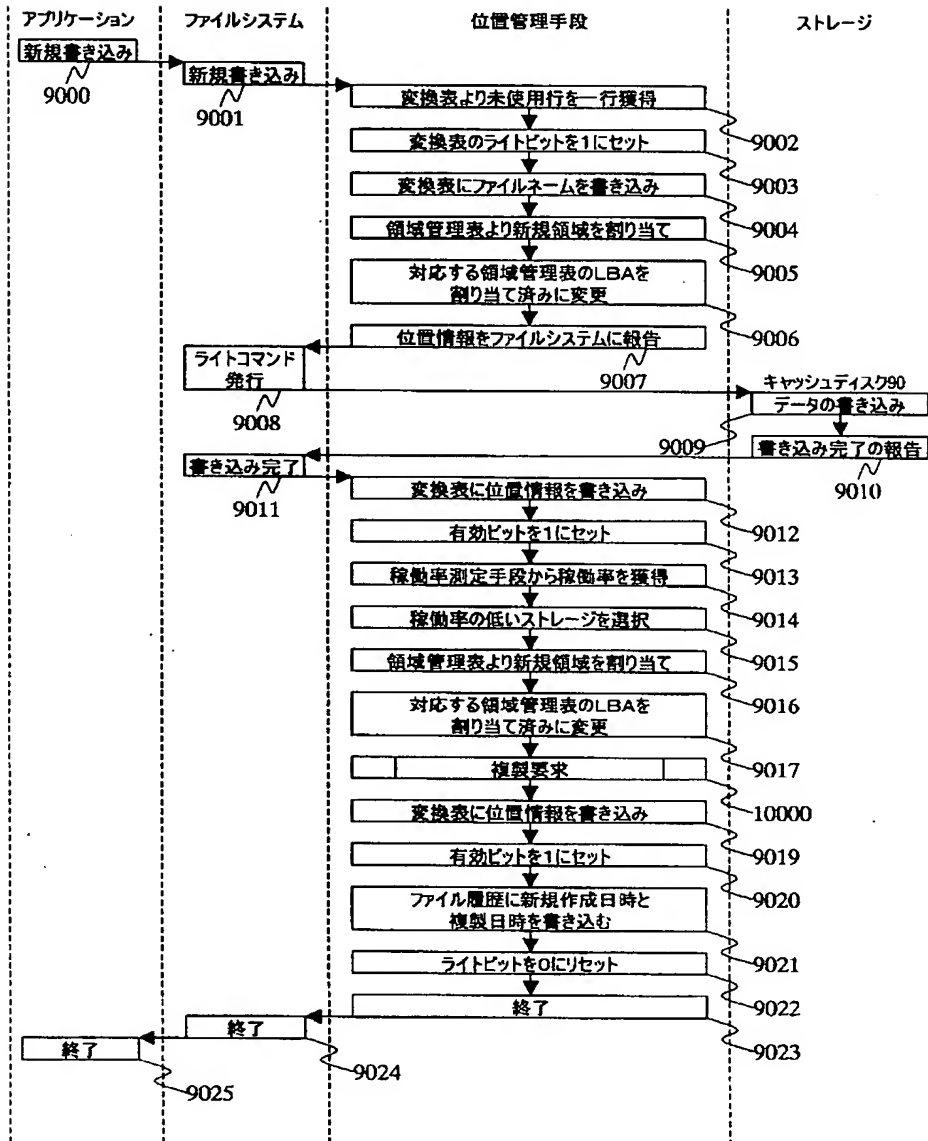 アプリケーション
ファイルシステム
位置管理手段
ストレージ
新規書き込み
9000
新規書き込み
9001
変換表より未使用行を一行獲得
9002
変換表のライトビットを1にセット
9003
変換表にファイルネームを書き込み
9004
領域管理表より新規領域を割り当て
9005
対応する領域管理表のLBAを
割り当て済みに変更
9006
位置情報をファイルシステムに報告
9007
ライトコマンド
発行
9008
キャッシュディスク90
データの書き込み
9009
書き込み完了の報告
9010
書き込み完了
9011
変換表に位置情報を書き込み
9012
有効ビットを1にセット
9013
稼働率測定手段から稼働率を獲得
9014
稼働率の低いストレージを選択
9015
領域管理表より新規領域を割り当て
9016
対応する領域管理表のLBAを
割り当て済みに変更
9017
複製要求
10000
変換表に位置情報を書き込み
9019
有効ビットを1にセット
9020
ファイル履歴に新規作成日時と
複製日時を書き込む
9021
ライトビットを0にリセット
9022
終了
9023
終了
9024
終了
9025